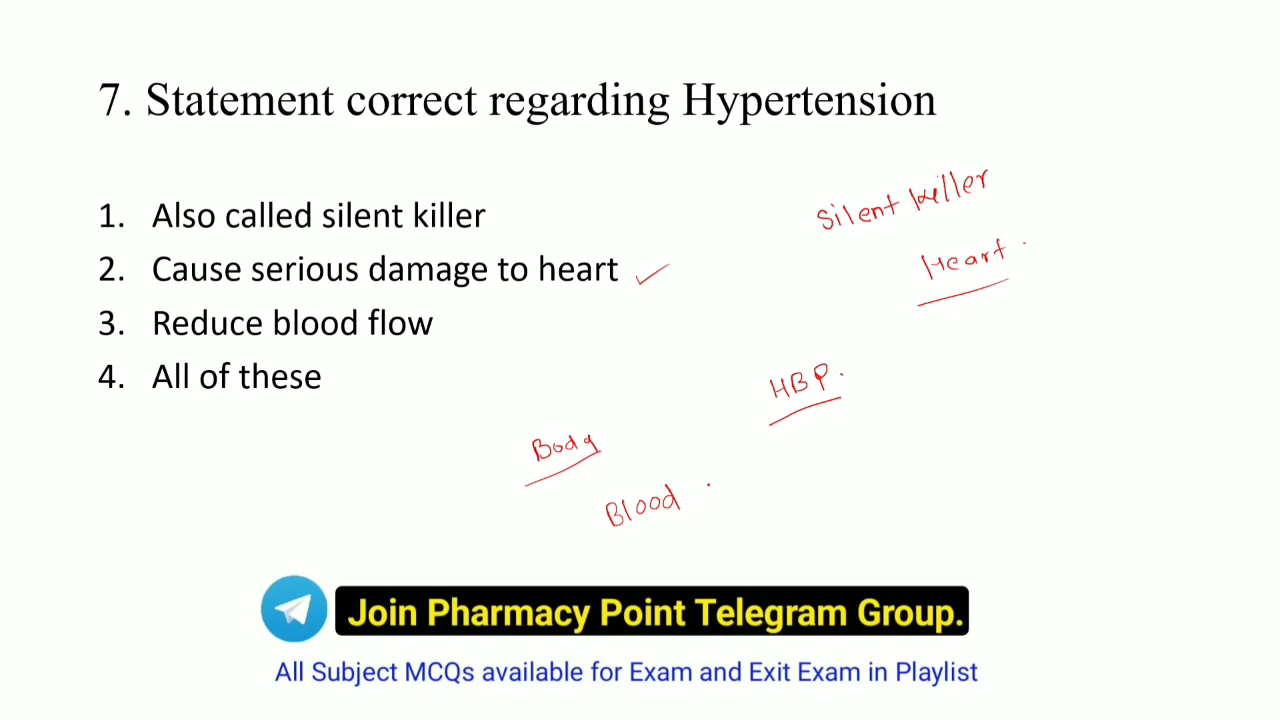 7. Statement correct regarding Hypertension
1. Also called silent killer
2. Cause serious damage to heart
3. Reduce blood flow
4. All of these
Silent killer
Heart
HBP.
Body
Blood
Join Pharmacy Point Telegram Group.
All Subject MCQs available for Exam and Exit Exam in Playlist